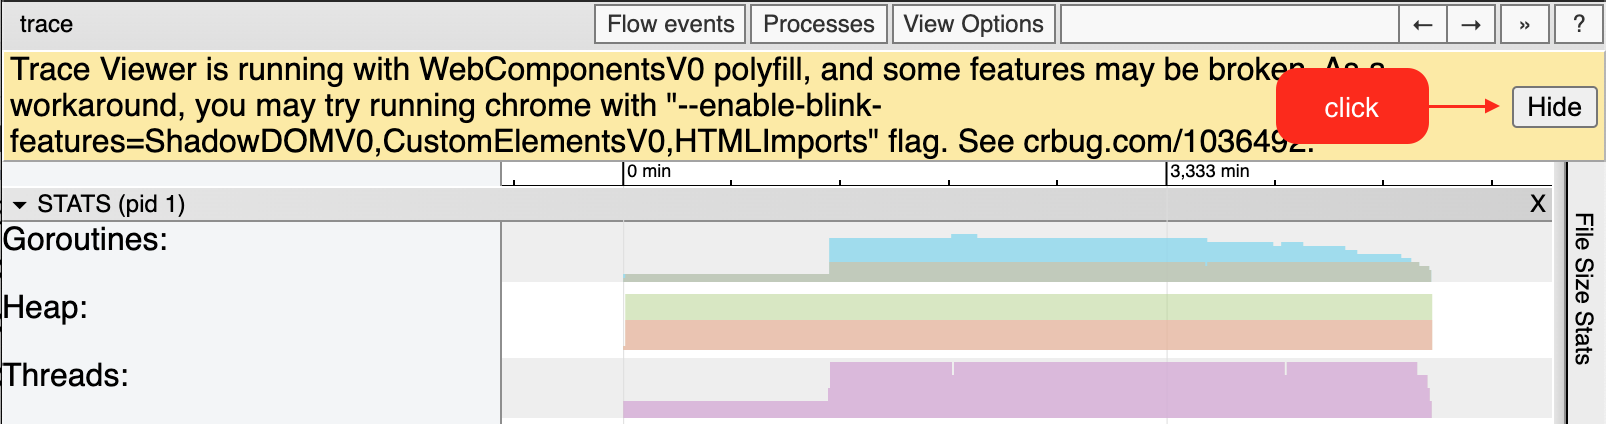 trace Flow events Processes View Options ← → » ?
Trace Viewer is running with WebComponentsV0 polyfill, and some features may be broken. As a
workaround, you may try running chrome with "--enable-blink-
features=ShadowDOMV0,CustomElementsV0,HTMLImports" flag. See crbug.com/1036492.
click
Hide
0 min 3,333 min
STATS (pid 1) X
Goroutines:
Heap:
Threads:
File Size Stats